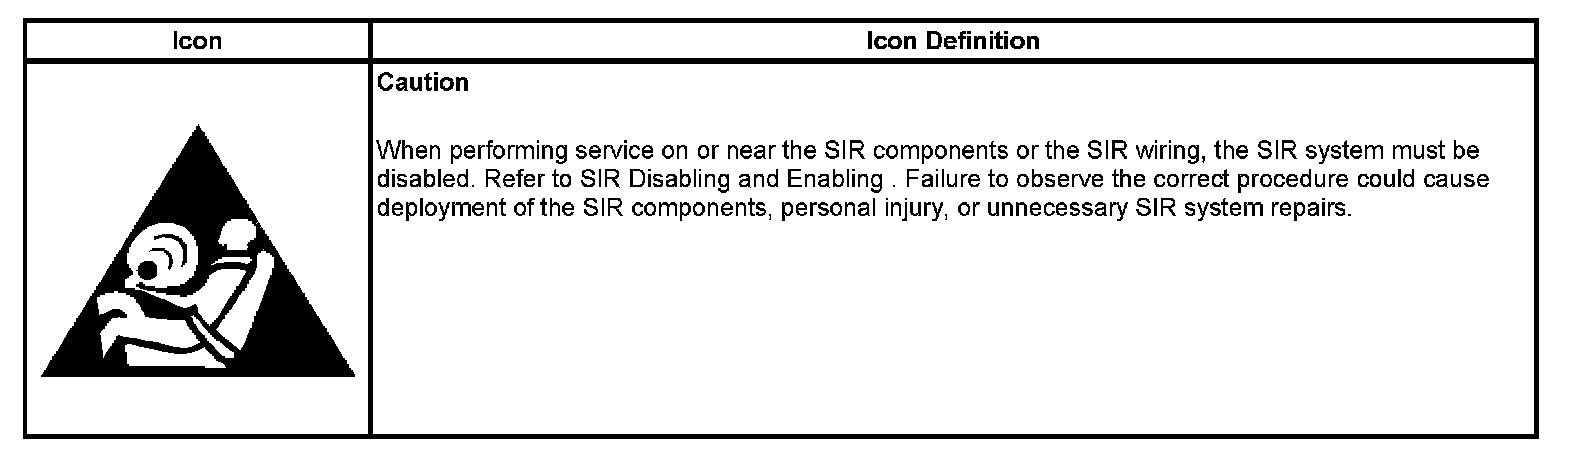 Icon
Icon Definition
Caution
When performing service on or near the SIR components or the SIR wiring, the SIR system must be
disabled. Refer to SIR Disabling and Enabling . Failure to observe the correct procedure could cause
deployment of the SIR components, personal injury, or unnecessary SIR system repairs.